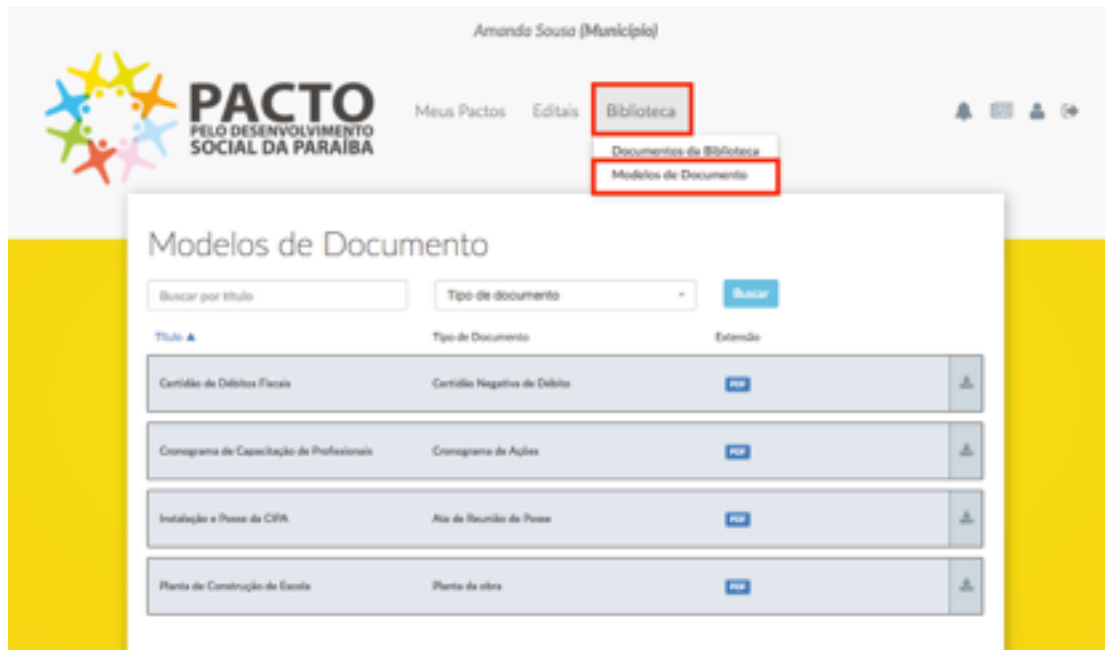 Amanda Sousa (Município)
PACTO
PELO DESENVOLVIMENTO
SOCIAL DA PARAÍBA
Meus Pactos Editais Biblioteca
Documentos da Biblioteca
Modelos de Documento
Modelos de Documento
Buscar por título Tipo de documento Buscar
Título Tipo de Documento Extensão
Certidão de Débitos Fiscais Certidão Negativa de Débito PDF
Cronograma de Capacitação de Profissionais Cronograma de Ações PDF
Instalação e Posse da CIPA Ata de Reunião de Posse PDF
Planta de Construção de Escola Planta da obra PDF